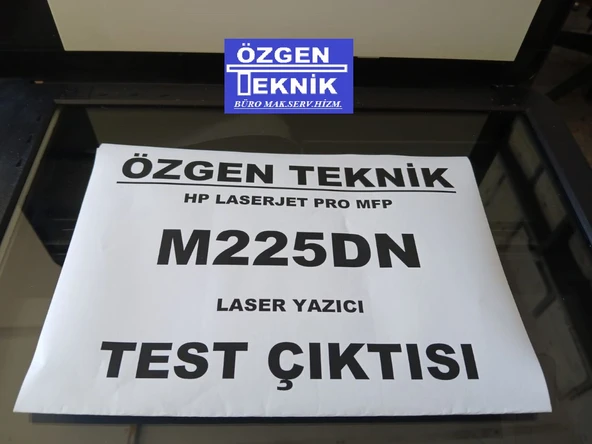 ÖZGEN
TEKNİK
BÜRO MAK.SERV.HİZM.
ÖZGEN TEKNİK
HP LASERJET PRO MFP
M225DN
LASER YAZICI
TEST ÇIKTISI